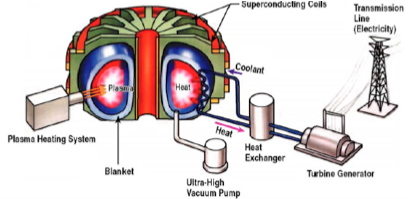 Superconducting Coils
Transmission
Line
(Electricity)
Coolant
Plasma
Heat
Plasma Heating System
Heat
Heat
Exchanger
Blanket
Turbine Generator
Ultra-High
Vacuum Pump